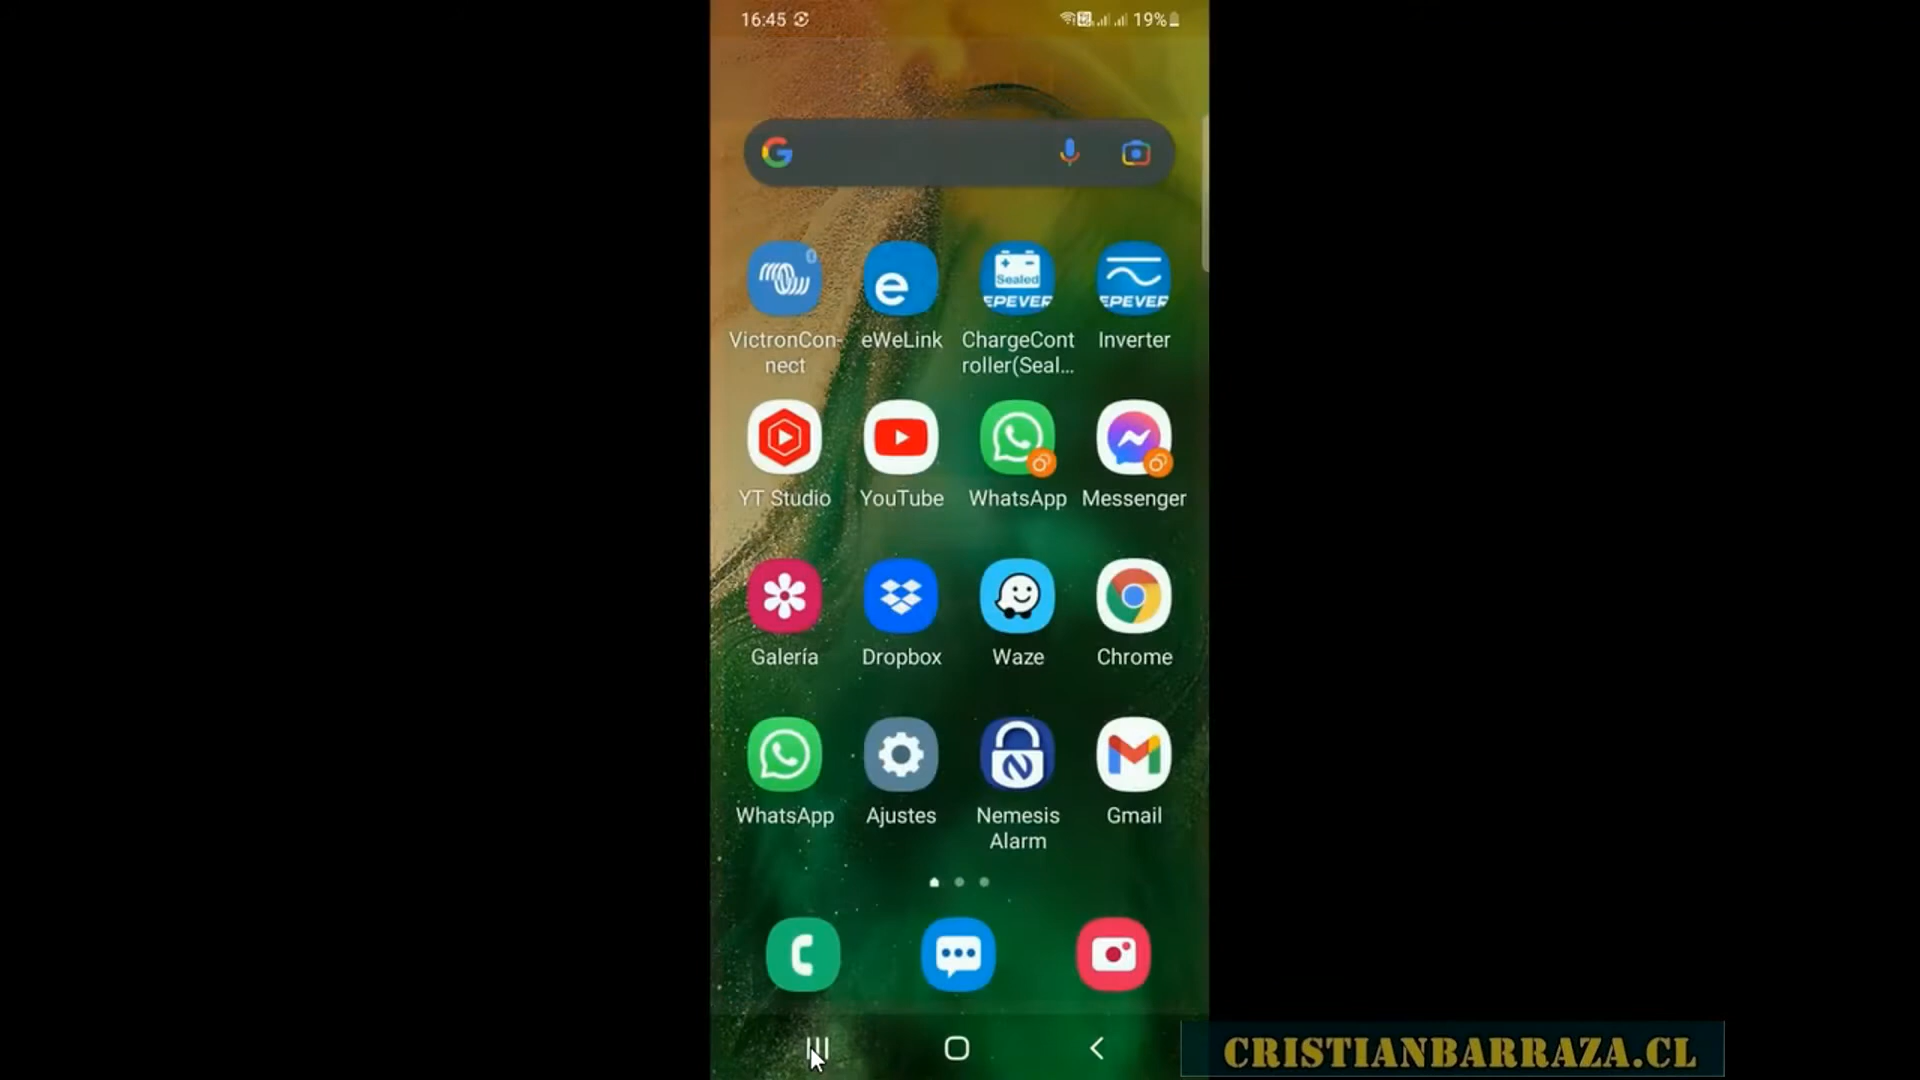 16:45
19%
VictronCon-
nect
eWeLink
Sealed
EPEVER
ChargeCont
roller(Seal...
EPEVER
Inverter
YT Studio
YouTube
WhatsApp
Messenger
Galería
Dropbox
Waze
Chrome
WhatsApp
Ajustes
Nemesis
Alarm
Gmail
CRISTIANBARRAZA.CL